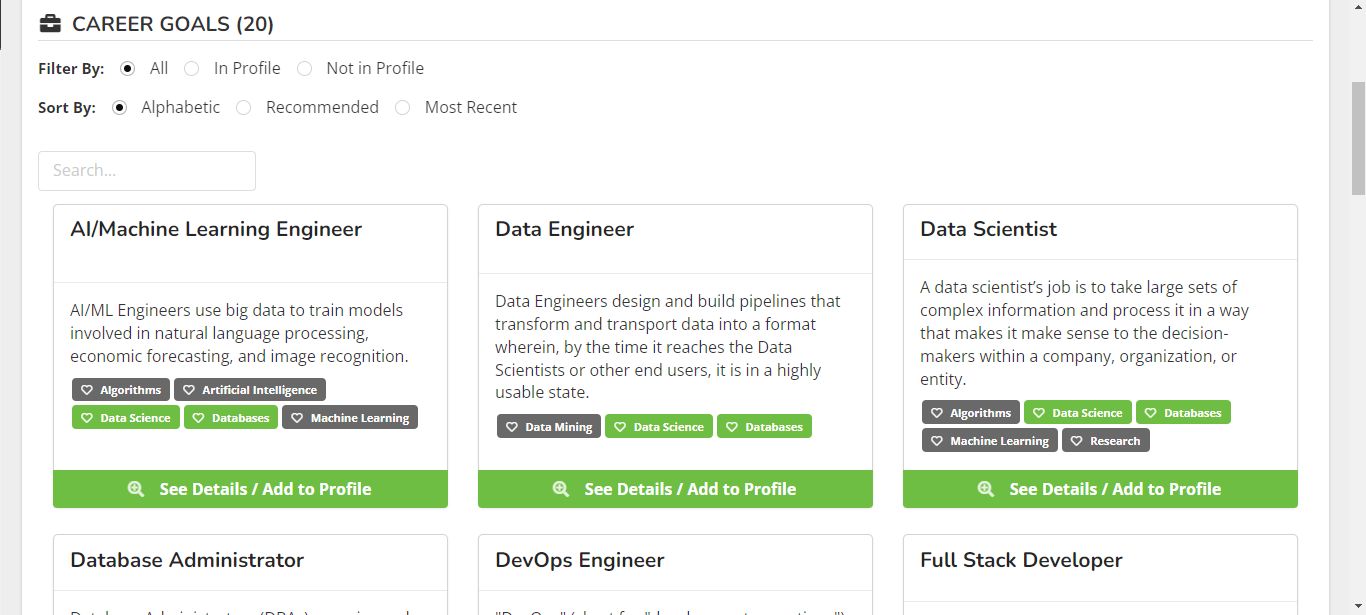 CAREER GOALS (20)
Filter By: All In Profile Not in Profile
Sort By: Alphabetic Recommended Most Recent
Search...
AI/Machine Learning Engineer
AI/ML Engineers use big data to train models
involved in natural language processing,
economic forecasting, and image recognition.
Algorithms Artificial Intelligence
Data Science Databases Machine Learning
See Details / Add to Profile
Data Engineer
Data Engineers design and build pipelines that
transform and transport data into a format
wherein, by the time it reaches the Data
Scientists or other end users, it is in a highly
usable state.
Data Mining Data Science Databases
See Details / Add to Profile
Data Scientist
A data scientist’s job is to take large sets of
complex information and process it in a way
that makes it make sense to the decision-
makers within a company, organization, or
entity.
Algorithms Data Science Databases
Machine Learning Research
See Details / Add to Profile
Database Administrator
DevOps Engineer
Full Stack Developer